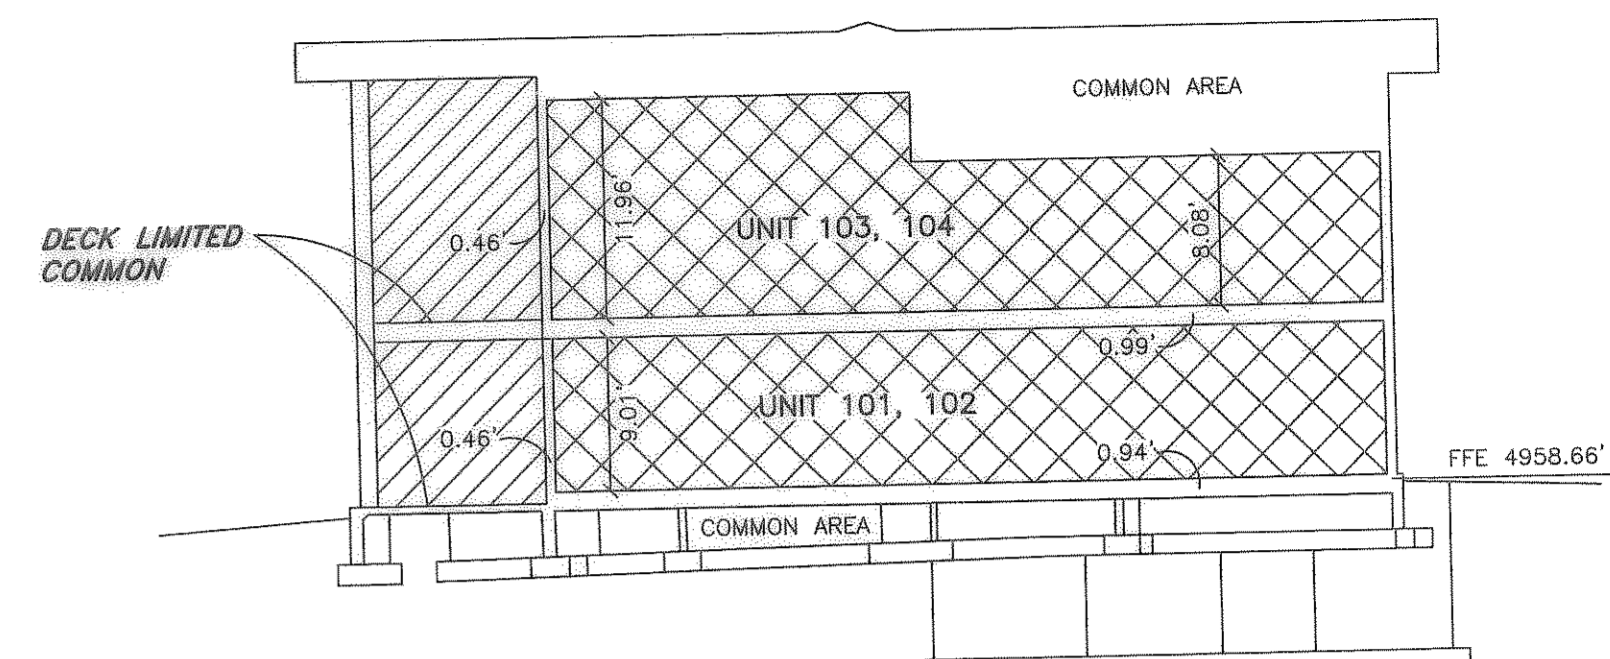 COMMON AREA
DECK LIMITED
COMMON
0.46'
11.96'
UNIT 103, 104
8.08'
0.99'
0.46'
9.01'
UNIT 101, 102
0.94'
FFE 4958.66'
COMMON AREA